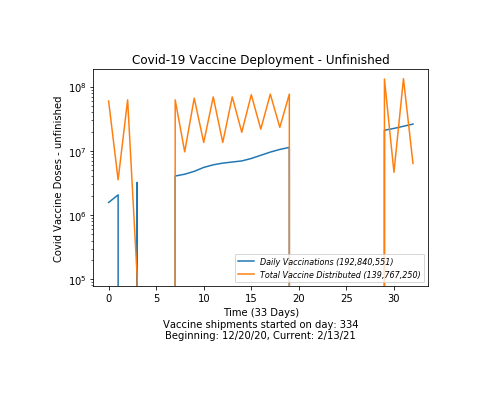 Covid-19 Vaccine Deployment - Unfinished
Covid Vaccine Doses - unfinished
10⁸
10⁷
10⁶
10⁵
Daily Vaccinations (192,840,551)
Total Vaccine Distributed (139,767,250)
0 5 10 15 20 25 30
Time (33 Days)
Vaccine shipments started on day: 334
Beginning: 12/20/20, Current: 2/13/21